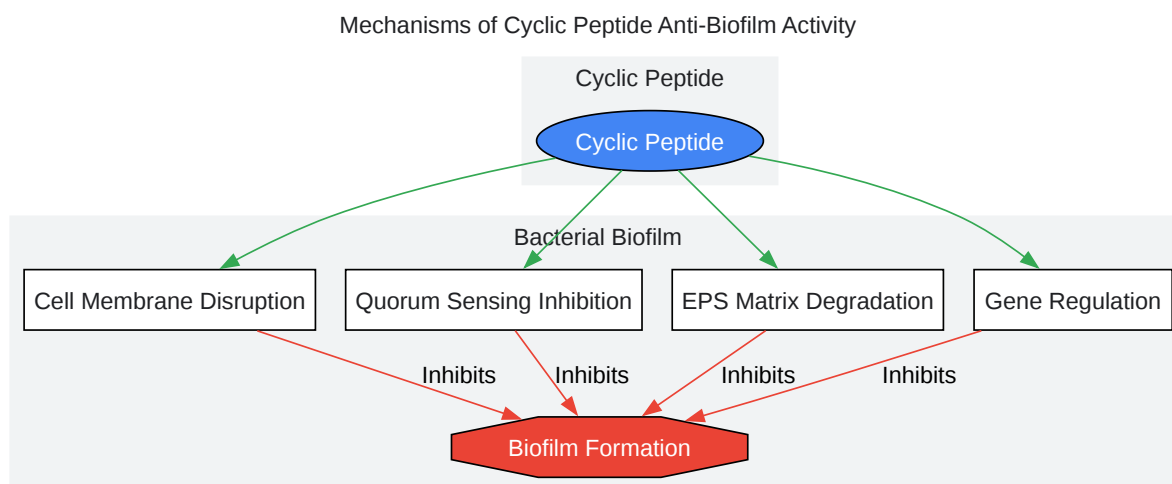 Mechanisms of Cyclic Peptide Anti-Biofilm Activity
Cyclic Peptide
Cyclic Peptide
Bacterial Biofilm
Cell Membrane Disruption
Quorum Sensing Inhibition
EPS Matrix Degradation
Gene Regulation
Inhibits
Inhibits
Inhibits
Inhibits
Biofilm Formation